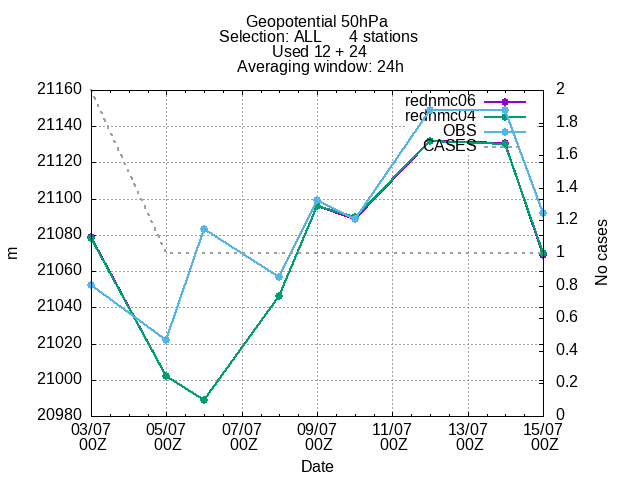 Geopotential 50hPa
Selection: ALL 4 stations
Used 12 + 24
Averaging window: 24h
21160
21140
21120
21100
21080
21060
21040
21020
21000
20980
m
2
1.8
1.6
1.4
1.2
1
0.8
0.6
0.4
0.2
0
No cases
rednmc06
rednmc04
OBS
CASES
03/07 05/07 07/07 09/07 11/07 13/07 15/07
00Z 00Z 00Z 00Z 00Z 00Z 00Z
Date